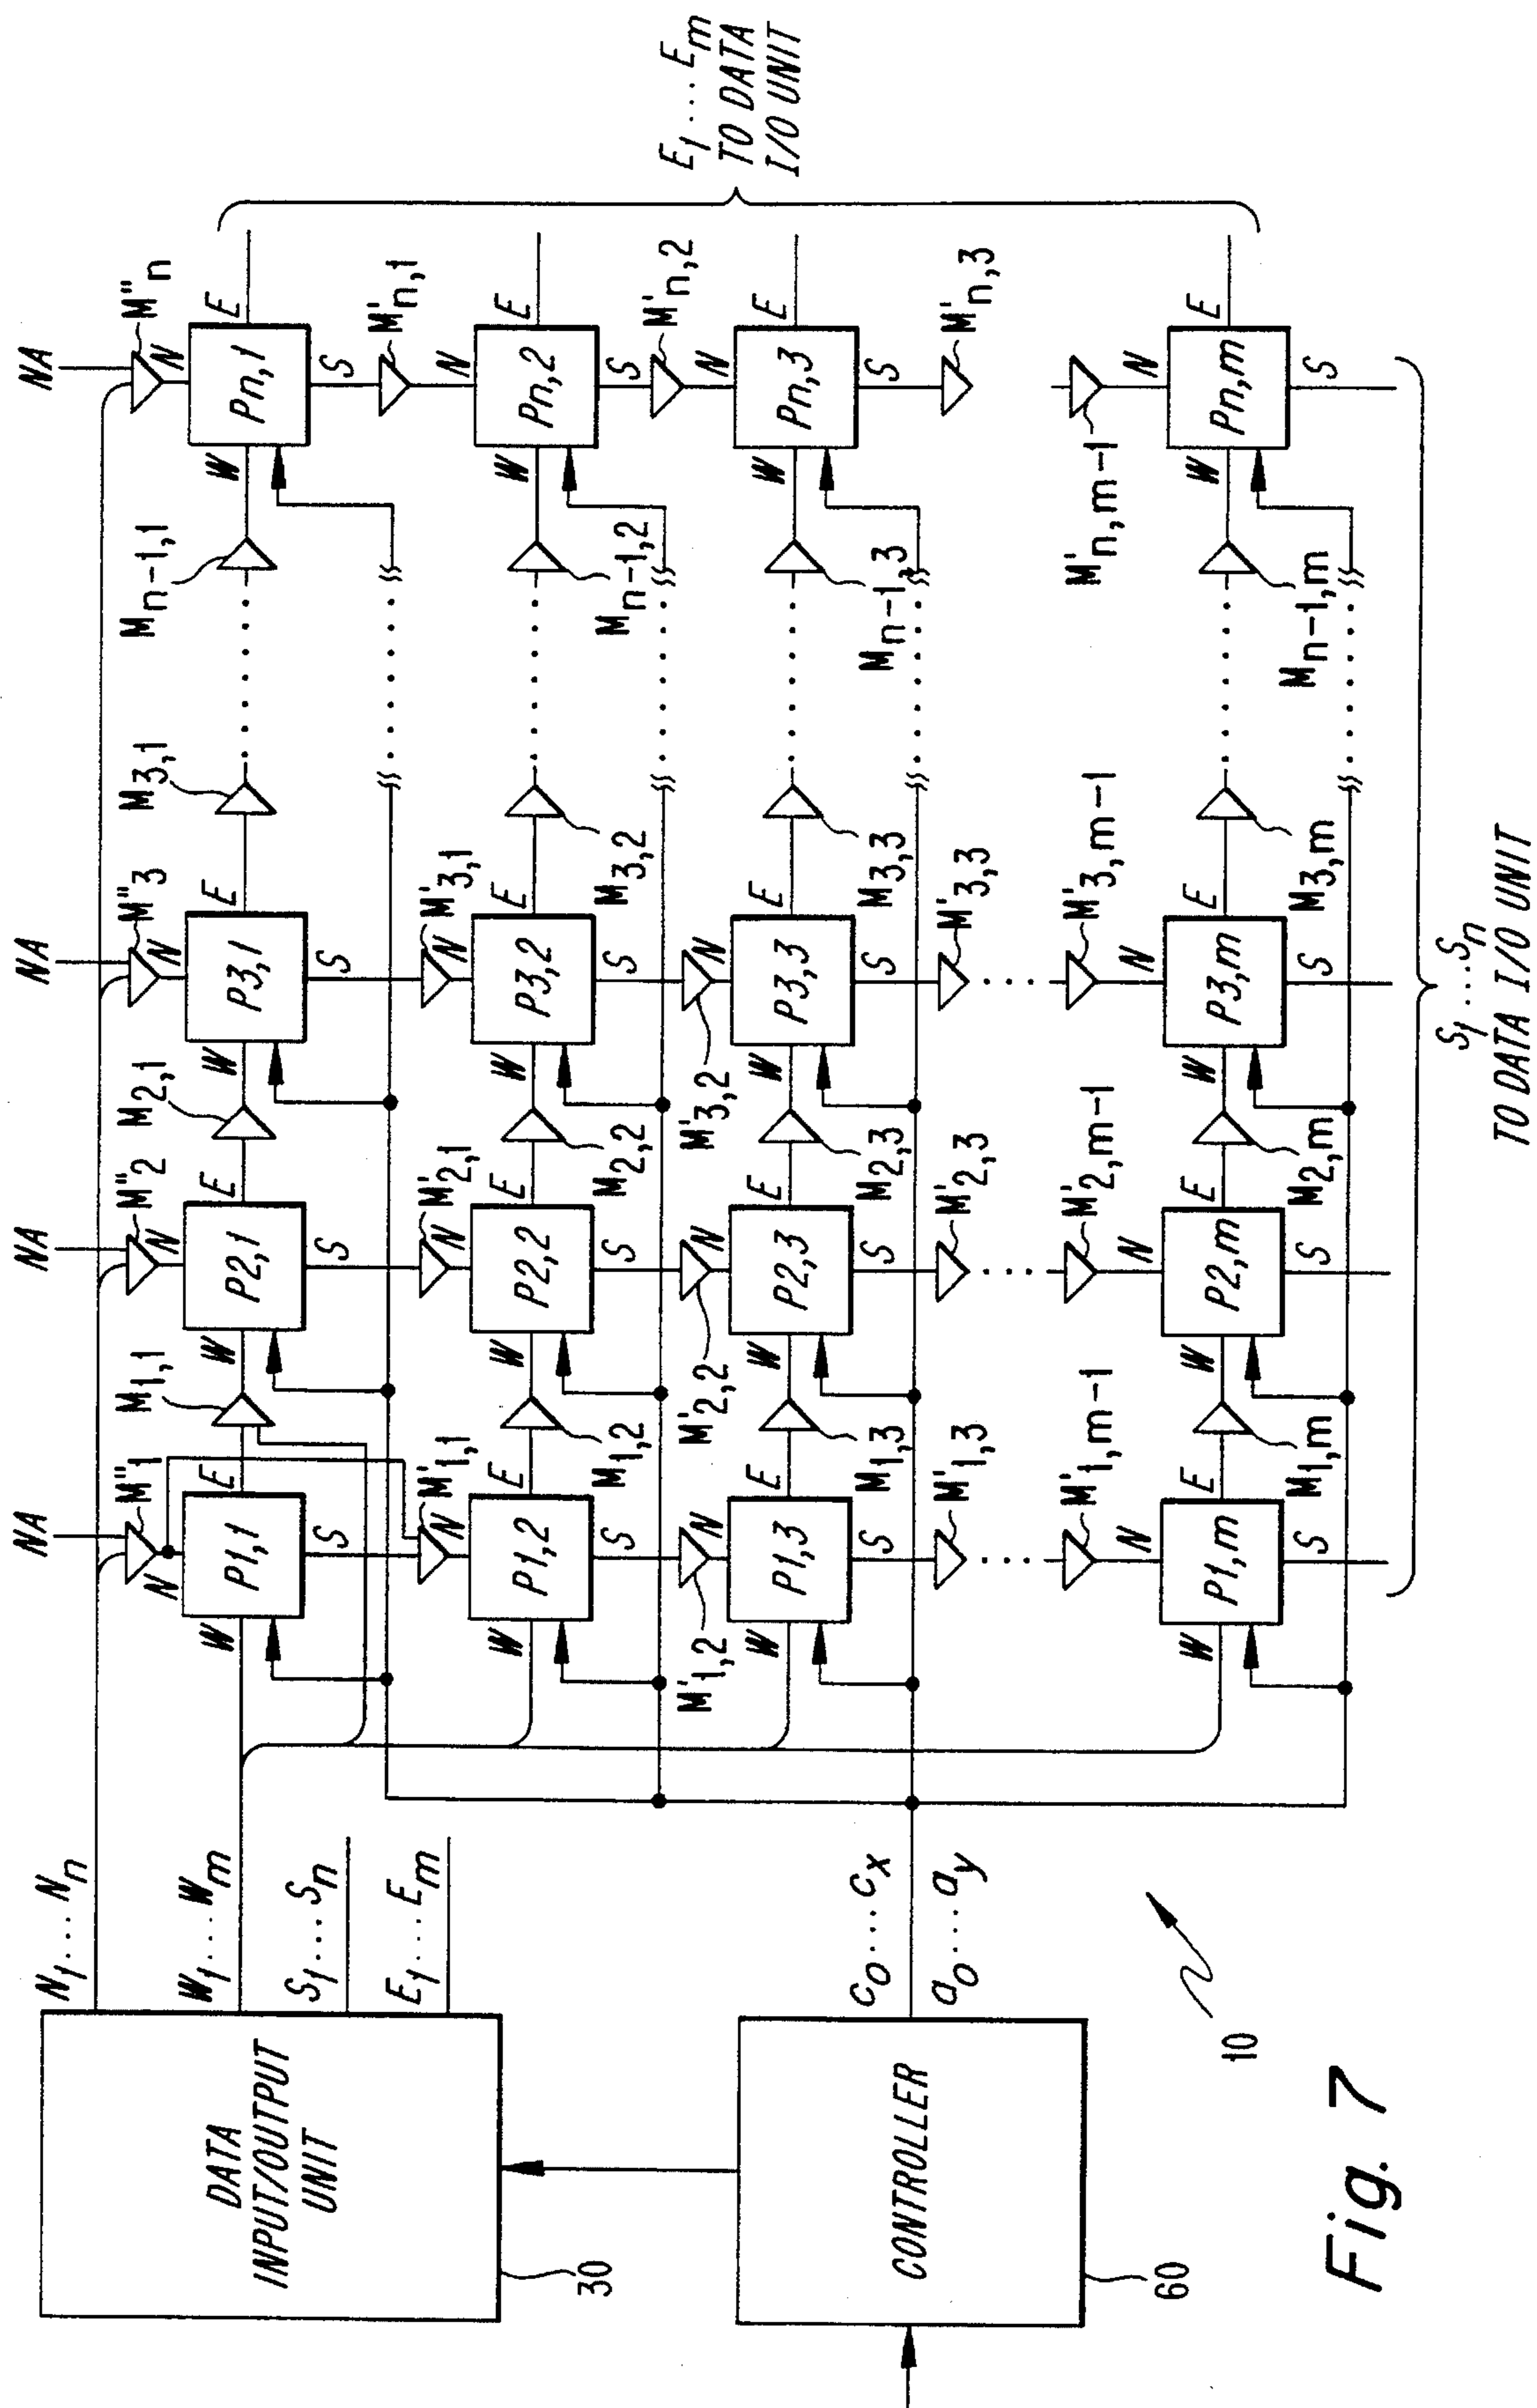 NA NA NA NA
N₁....Nₙ M"1 M"2 M"3 M"n
N N N N
DATA
INPUT/OUTPUT
UNIT
30
W₁...Wₘ
S₁...Sₙ
E₁...Eₘ
W P1,1 E M1,1 W P2,1 E M2,1 W P3,1 E M3,1 Mn-1,1 W Pn,1 E
S S S S
M'1,1 M'2,1 M'3,1 M'n,1
N N N N
W P1,2 E M1,2 W P2,2 E M2,2 W P3,2 E M3,2 Mn-1,2 W Pn,2 E
S S S S
M'1,2 M'2,2 M'3,2 M'n,2
N N N N
W P1,3 E M1,3 W P2,3 E M2,3 W P3,3 E M3,3 Mn-1,3 W Pn,3 E
S S S S
M'1,3 M'2,3 M'3,3 M'n,3
M'1,m-1 M'2,m-1 M'3,m-1 M'n,m-1
N N N N
W P1,m E M1,m W P2,m E M2,m W P3,m E M3,m Mn-1,m W Pn,m E
S S S S
E₁...Eₘ
TO DATA
I/O UNIT
c₀...cₓ
a₀...aᵧ
CONTROLLER
60
10
S₁...Sₙ
TO DATA I/O UNIT
Fig. 7